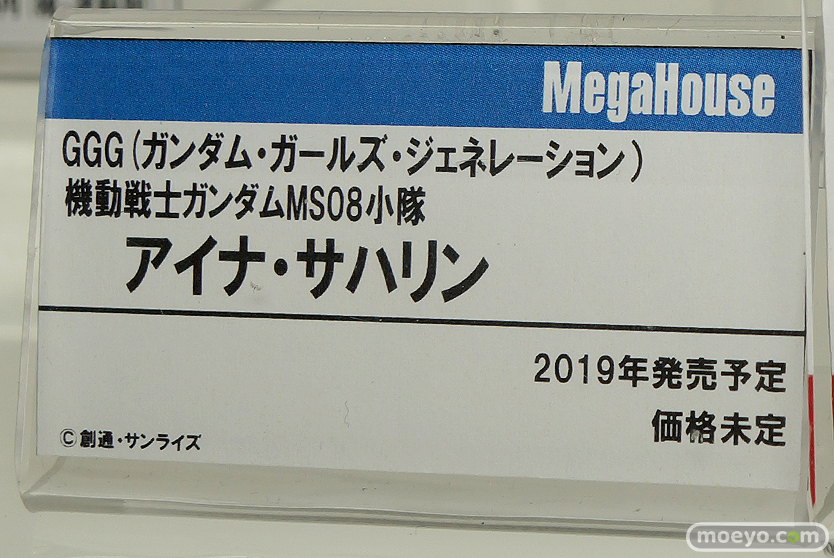 MegaHouse
GGG(ガンダム・ガールズ・ジェネレーション)
機動戦士ガンダムMS08小隊
アイナ・サハリン
2019年発売予定
価格未定
©創通・サンライズ
moeyo.com